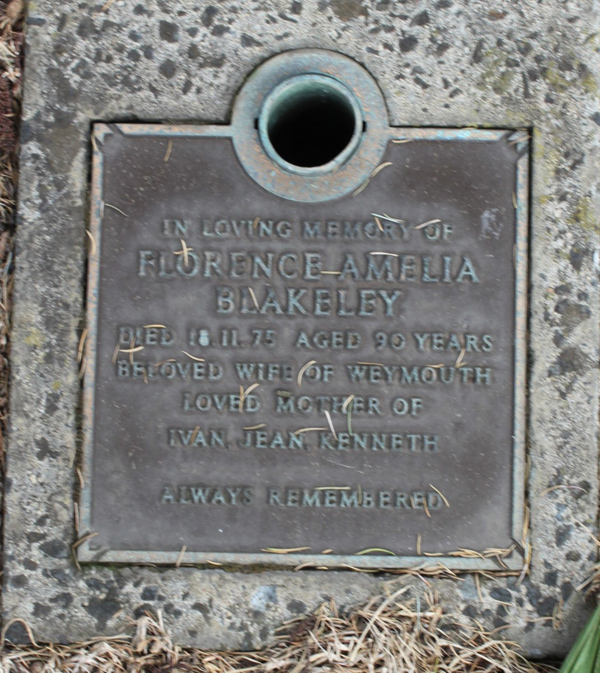 IN LOVING MEMORY OF
FLORENCE AMELIA
BLAKELEY
DIED 18.11.75 AGED 90 YEARS
BELOVED WIFE OF WEYMOUTH
LOVED MOTHER OF
IVAN, JEAN, KENNETH
ALWAYS REMEMBERED